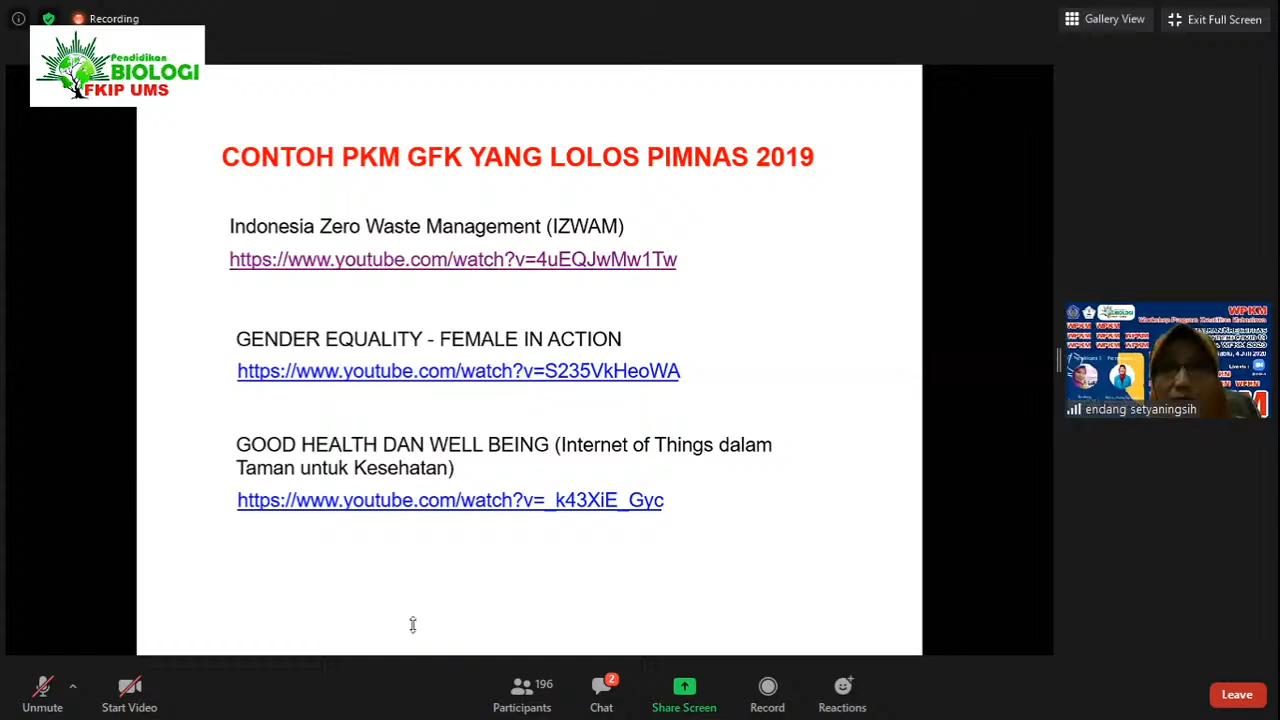 Recording
Gallery View
Exit Full Screen
Pendidikan
BIOLOGI
FKIP UMS
CONTOH PKM GFK YANG LOLOS PIMNAS 2019
Indonesia Zero Waste Management (IZWAM)
https://www.youtube.com/watch?v=4uEQJwMw1Tw
GENDER EQUALITY - FEMALE IN ACTION
https://www.youtube.com/watch?v=S235VkHeoWA
GOOD HEALTH DAN WELL BEING (Internet of Things dalam
Taman untuk Kesehatan)
https://www.youtube.com/watch?v=_k43XiE_Gyc
WPKM
WPKM WPKM
endang setyaningsih
Unmute
Start Video
196
Participants
2
Chat
Share Screen
Record
Reactions
Leave